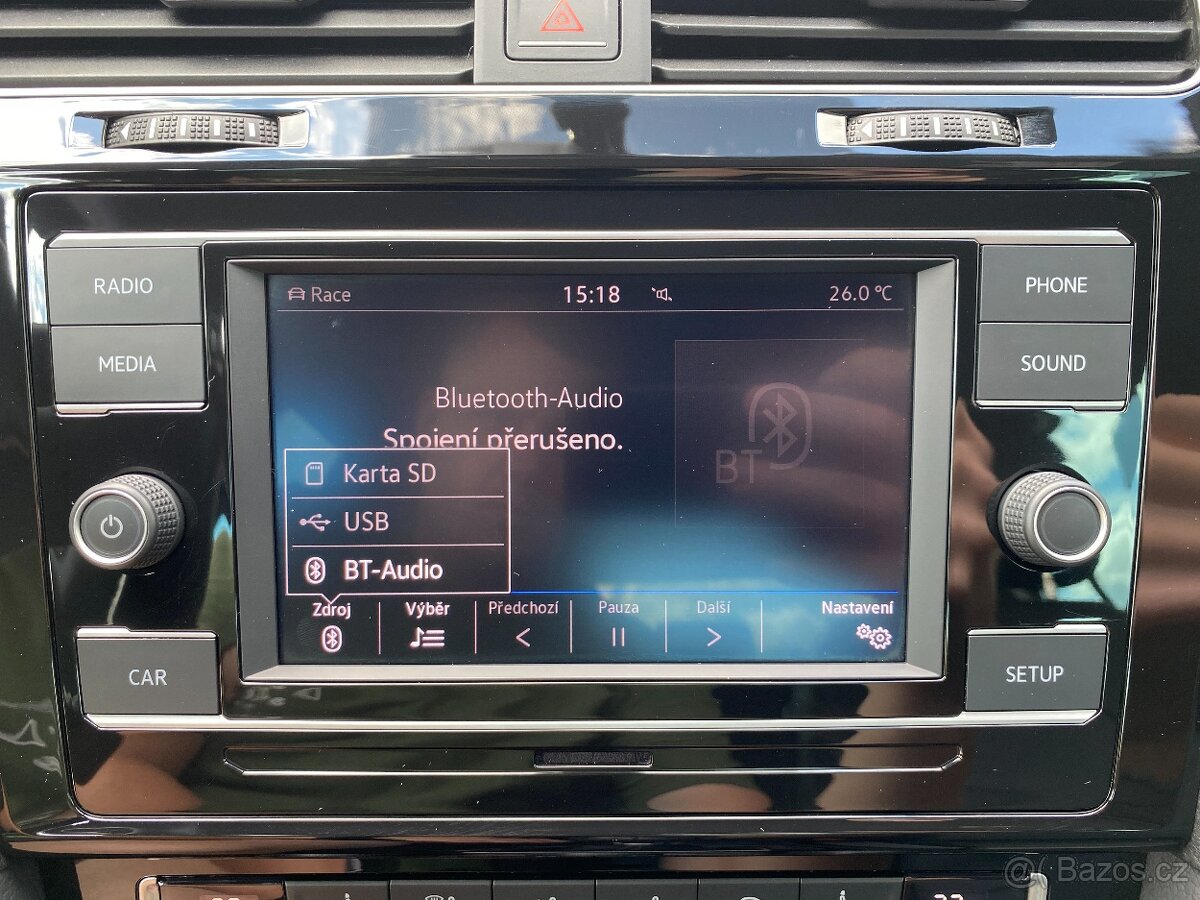 RADIO
MEDIA
CAR
Race 15:18 26.0 °C
Bluetooth-Audio
Spojení přerušeno.
BT
Karta SD
USB
BT-Audio
Zdroj Výběr Předchozí Pauza Další Nastavení
PHONE
SOUND
SETUP
@ Bazos.cz